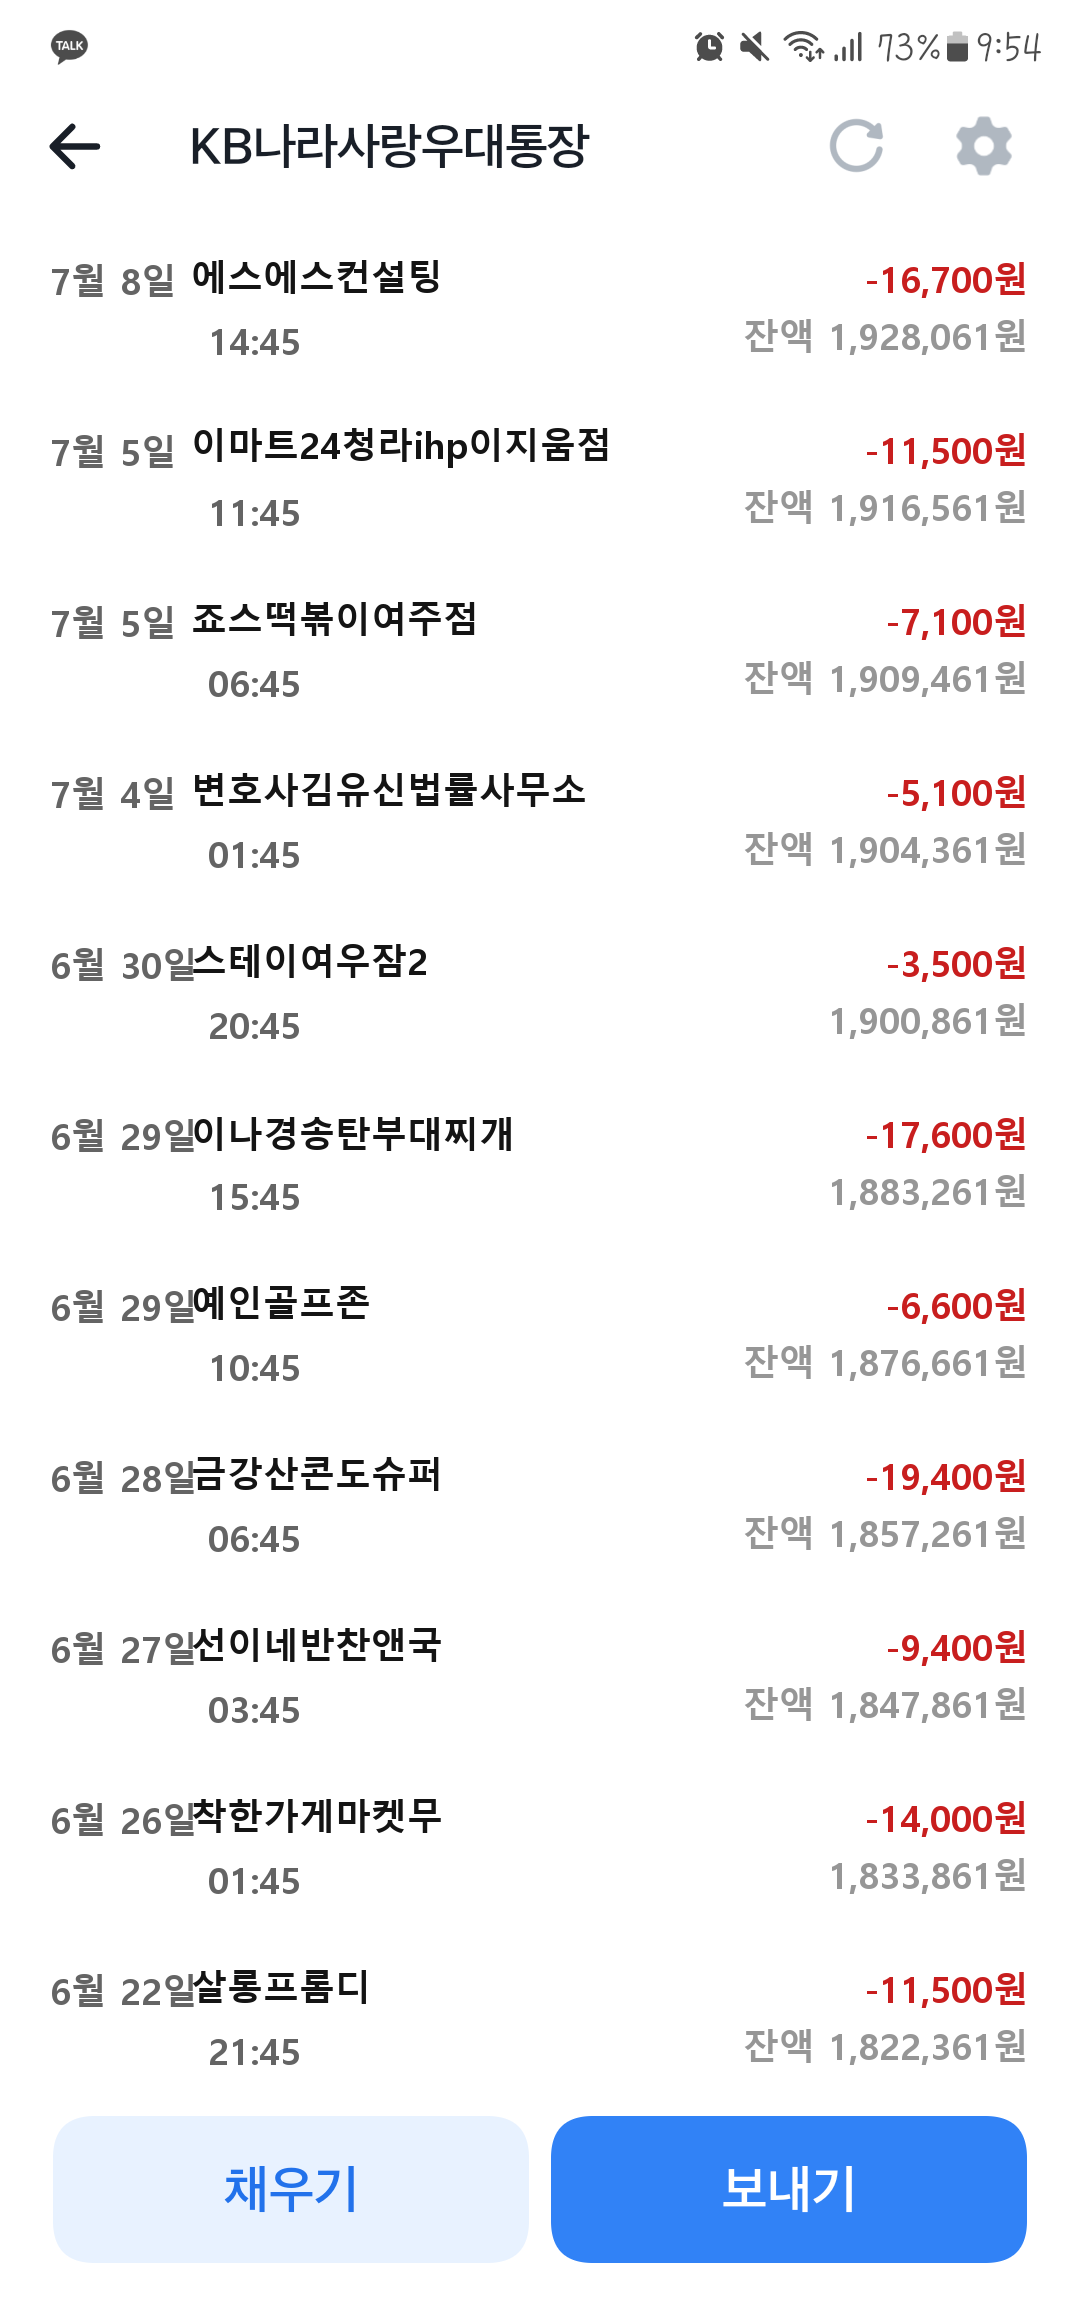 TALK 73% 9:54
KB나라사랑우대통장
7월 8일 에스에스컨설팅 -16,700원
14:45 잔액 1,928,061원
7월 5일 이마트24청라ihp이지움점 -11,500원
11:45 잔액 1,916,561원
7월 5일 죠스떡볶이여주점 -7,100원
06:45 잔액 1,909,461원
7월 4일 변호사김유신법률사무소 -5,100원
01:45 잔액 1,904,361원
6월 30일 스테이여우잠2 -3,500원
20:45 1,900,861원
6월 29일 이나경송탄부대찌개 -17,600원
15:45 1,883,261원
6월 29일 예인골프존 -6,600원
10:45 잔액 1,876,661원
6월 28일 금강산콘도슈퍼 -19,400원
06:45 잔액 1,857,261원
6월 27일 선이네반찬앤국 -9,400원
03:45 잔액 1,847,861원
6월 26일 착한가게마켓무 -14,000원
01:45 1,833,861원
6월 22일 살롱프롬디 -11,500원
21:45 잔액 1,822,361원
채우기 보내기